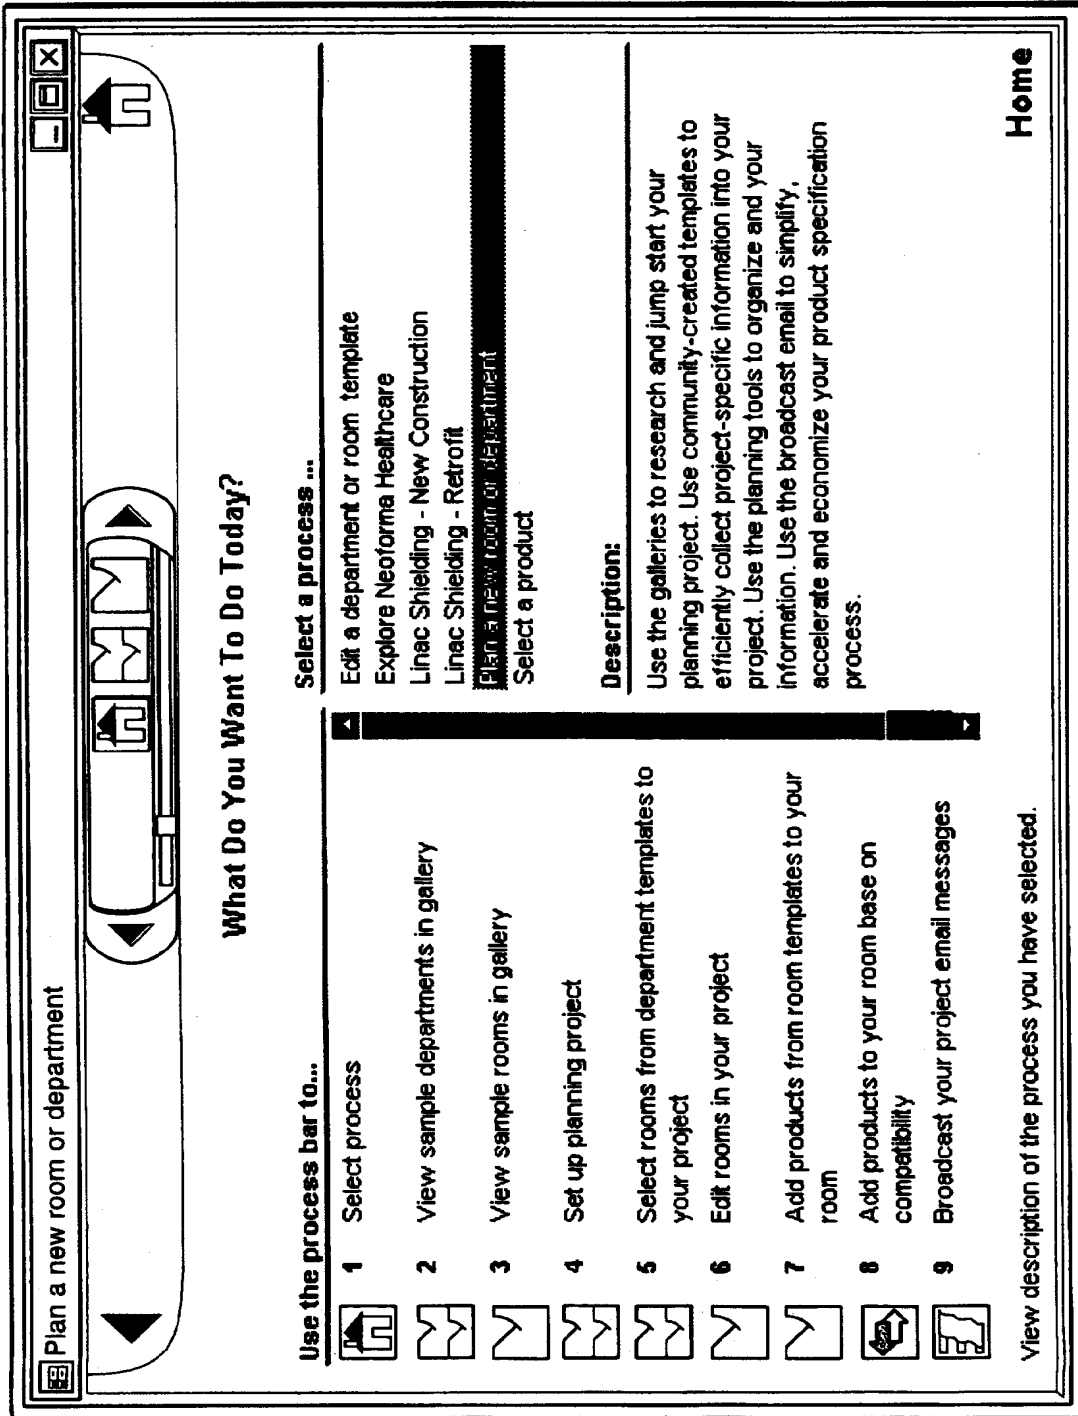 Plan a new room or department
What Do You Want To Do Today?
Use the process bar to...
1 Select process
2 View sample departments in gallery
3 View sample rooms in gallery
4 Set up planning project
5 Select rooms from department templates to
your project
6 Edit rooms in your project
7 Add products from room templates to your
room
8 Add products to your room base on
compatibility
9 Broadcast your project email messages
Select a process ...
Edit a department or room template
Explore Neoforma Healthcare
Linac Shielding - New Construction
Linac Shielding - Retrofit
Plan a new room or department
Select a product
Description:
Use the galleries to research and jump start your
planning project. Use community-created templates to
efficiently collect project-specific information into your
project. Use the planning tools to organize and your
information. Use the broadcast email to simplify,
accelerate and economize your product specification
process.
View description of the process you have selected.
Home